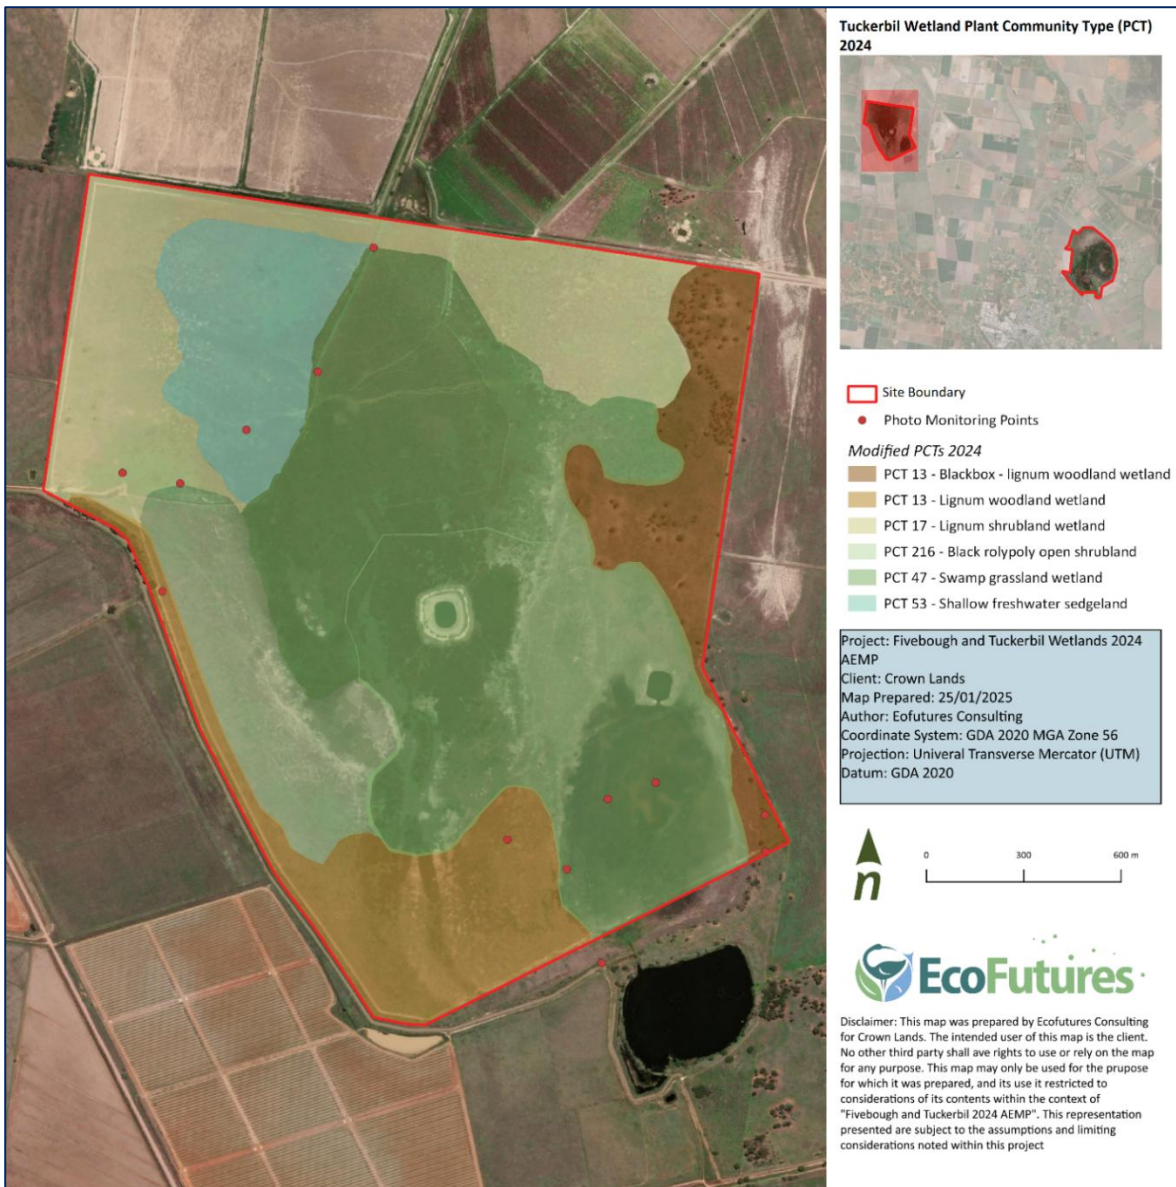 Tuckerbil Wetland Plant Community Type (PCT)
2024
Site Boundary
Photo Monitoring Points
Modified PCTs 2024
PCT 13 - Blackbox - lignum woodland wetland
PCT 13 - Lignum woodland wetland
PCT 17 - Lignum shrubland wetland
PCT 216 - Black rolypoly open shrubland
PCT 47 - Swamp grassland wetland
PCT 53 - Shallow freshwater sedgeland
Project: Fivebough and Tuckerbil Wetlands 2024
AEMP
Client: Crown Lands
Map Prepared: 25/01/2025
Author: Eofutures Consulting
Coordinate System: GDA 2020 MGA Zone 56
Projection: Univeral Transverse Mercator (UTM)
Datum: GDA 2020
n
0 300 600 m
EcoFutures
Disclaimer: This map was prepared by Ecofutures Consulting
for Crown Lands. The intended user of this map is the client.
No other third party shall ave rights to use or rely on the map
for any purpose. This map may only be used for the prupose
for which it was prepared, and its use it restricted to
considerations of its contents within the context of
"Fivebough and Tuckerbil 2024 AEMP". This representation
presented are subject to the assumptions and limiting
considerations noted within this project